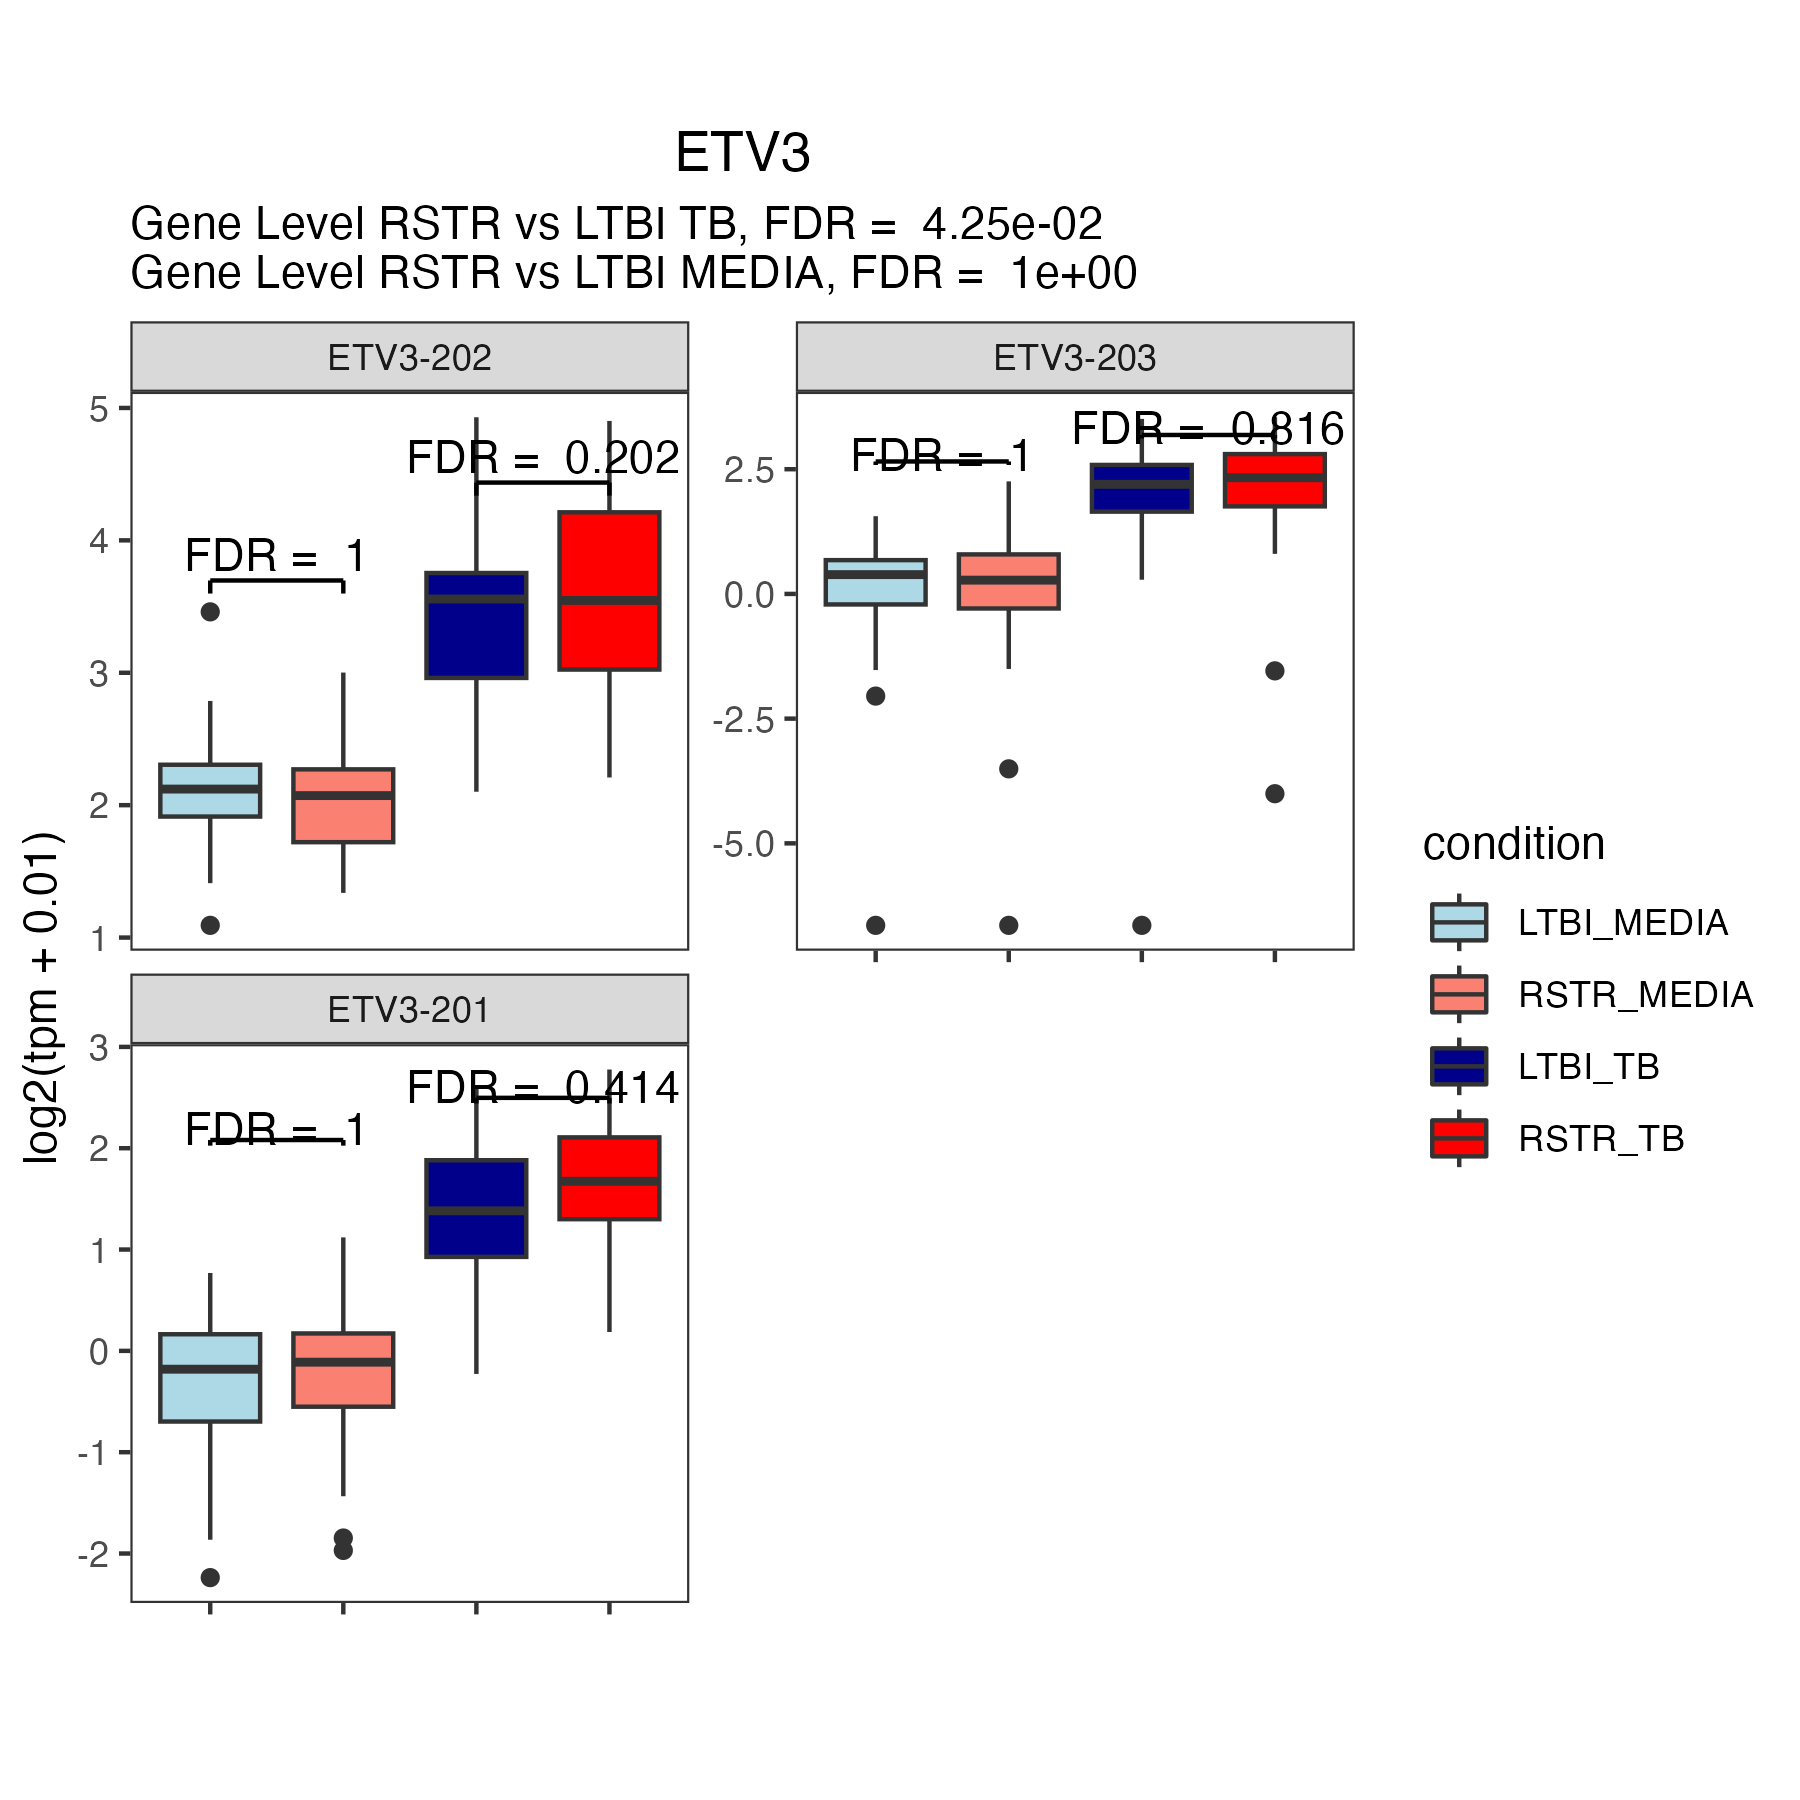 ETV3
Gene Level RSTR vs LTBI TB, FDR =  4.25e-02
Gene Level RSTR vs LTBI MEDIA, FDR =  1e+00
ETV3-202
5
4
3
2
1
FDR =  1
FDR =  0.202
ETV3-203
2.5
0.0
-2.5
-5.0
FDR =  1
FDR =  0.816
ETV3-201
3
2
1
0
-1
-2
FDR =  1
FDR =  0.414
log2(tpm + 0.01)
condition
LTBI_MEDIA
RSTR_MEDIA
LTBI_TB
RSTR_TB